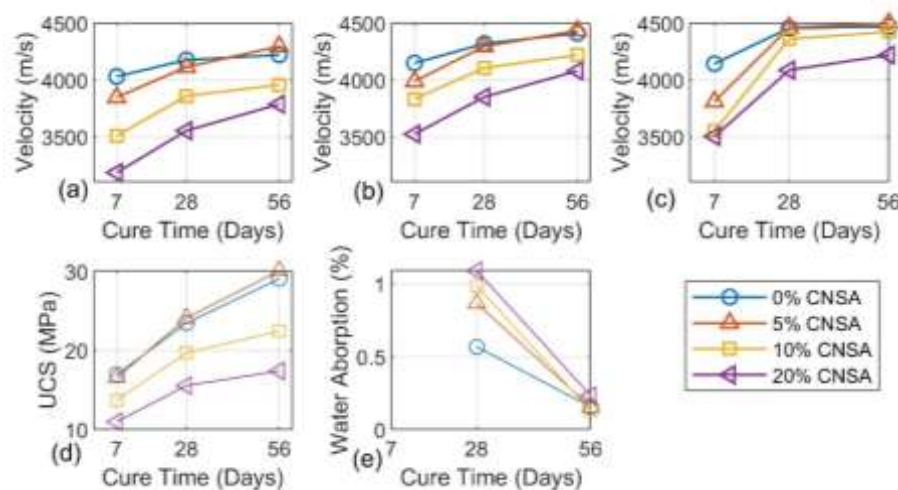 4500
4000
3500
Velocity (m/s)
(a)
7 28 56
Cure Time (Days)
4500
4000
3500
Velocity (m/s)
(b)
7 28 56
Cure Time (Days)
4500
4000
3500
Velocity (m/s)
(c)
7 28 56
Cure Time (Days)
30
20
10
UCS (MPa)
(d)
7 28 56
Cure Time (Days)
1
0.5
0
Water Aborption (%)
(e)
7 28 56
Cure Time (Days)
0% CNSA
5% CNSA
10% CNSA
20% CNSA